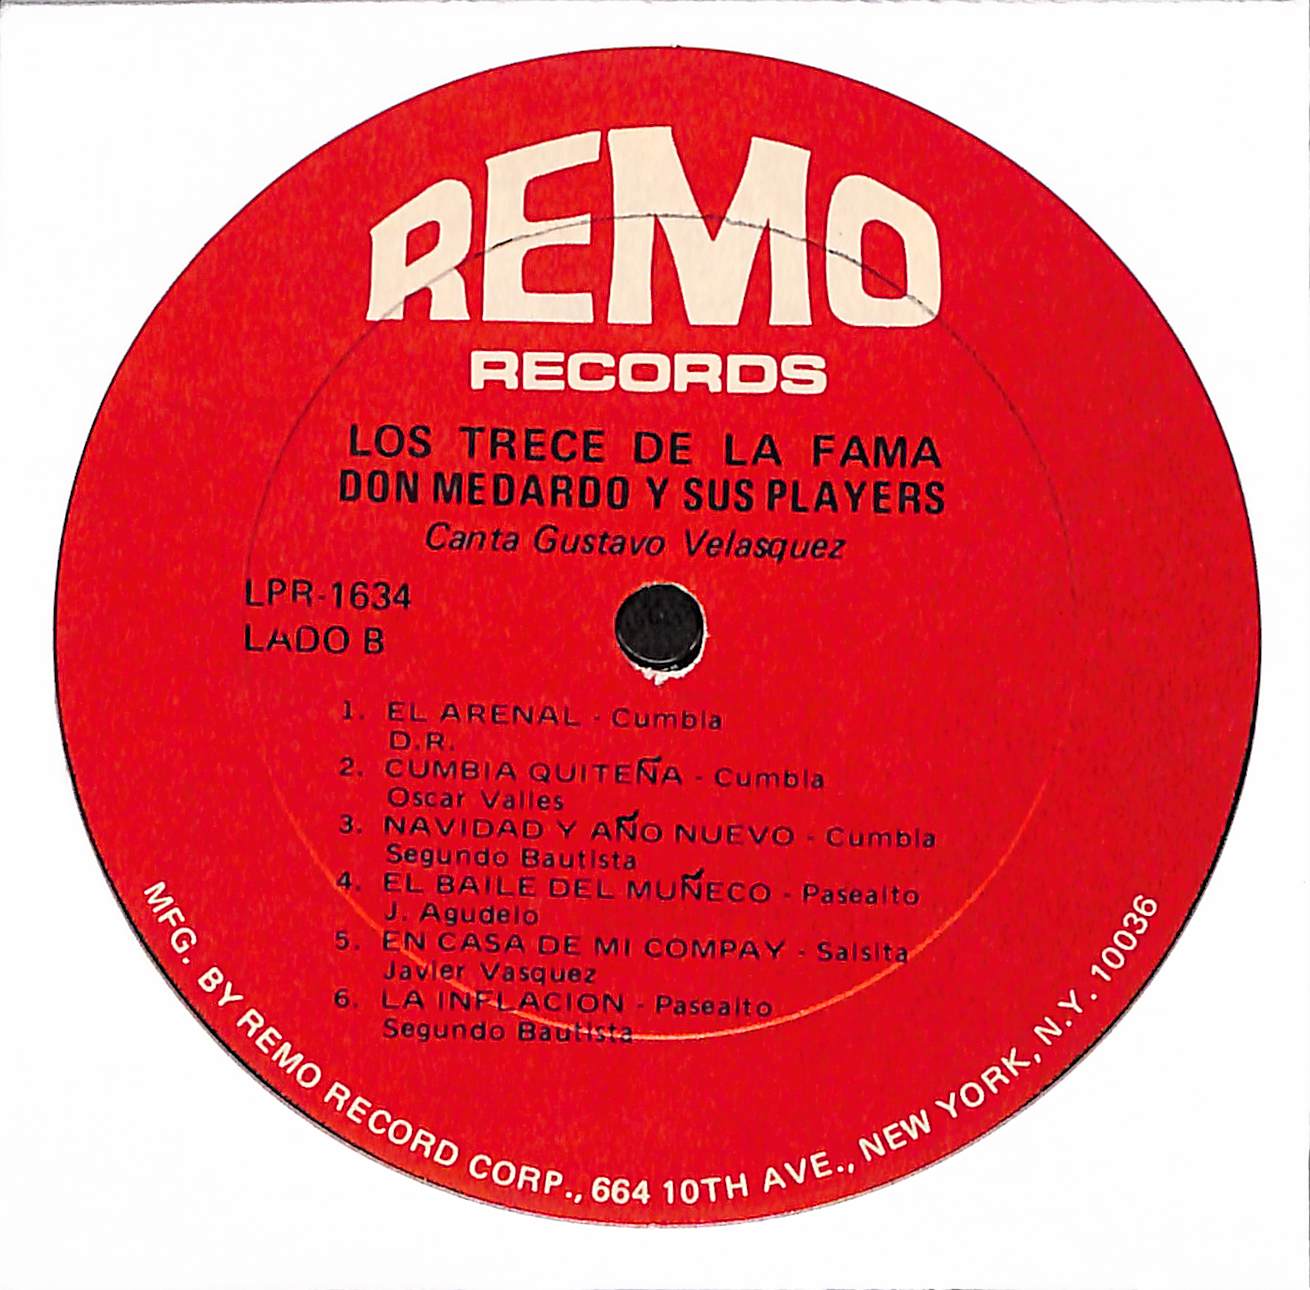 REMO
RECORDS
LOS TRECE DE LA FAMA
DON MEDARDO Y SUS PLAYERS
Canta Gustavo Velasquez
LPR-1634
LADO B
1. EL ARENAL - Cumbia
D.R.
2. CUMBIA QUITEÑA - Cumbia
Oscar Valles
3. NAVIDAD Y AÑO NUEVO - Cumbia
Segundo Bautista
4. EL BAILE DEL MUÑECO - Paseaito
J. Agudelo
5. EN CASA DE MI COMPAY - Salsita
Javier Vasquez
6. LA INFLACION - Paseaito
Segundo Bautista
MFG. BY REMO RECORD CORP., 664 10TH AVE., NEW YORK, N.Y. 10036